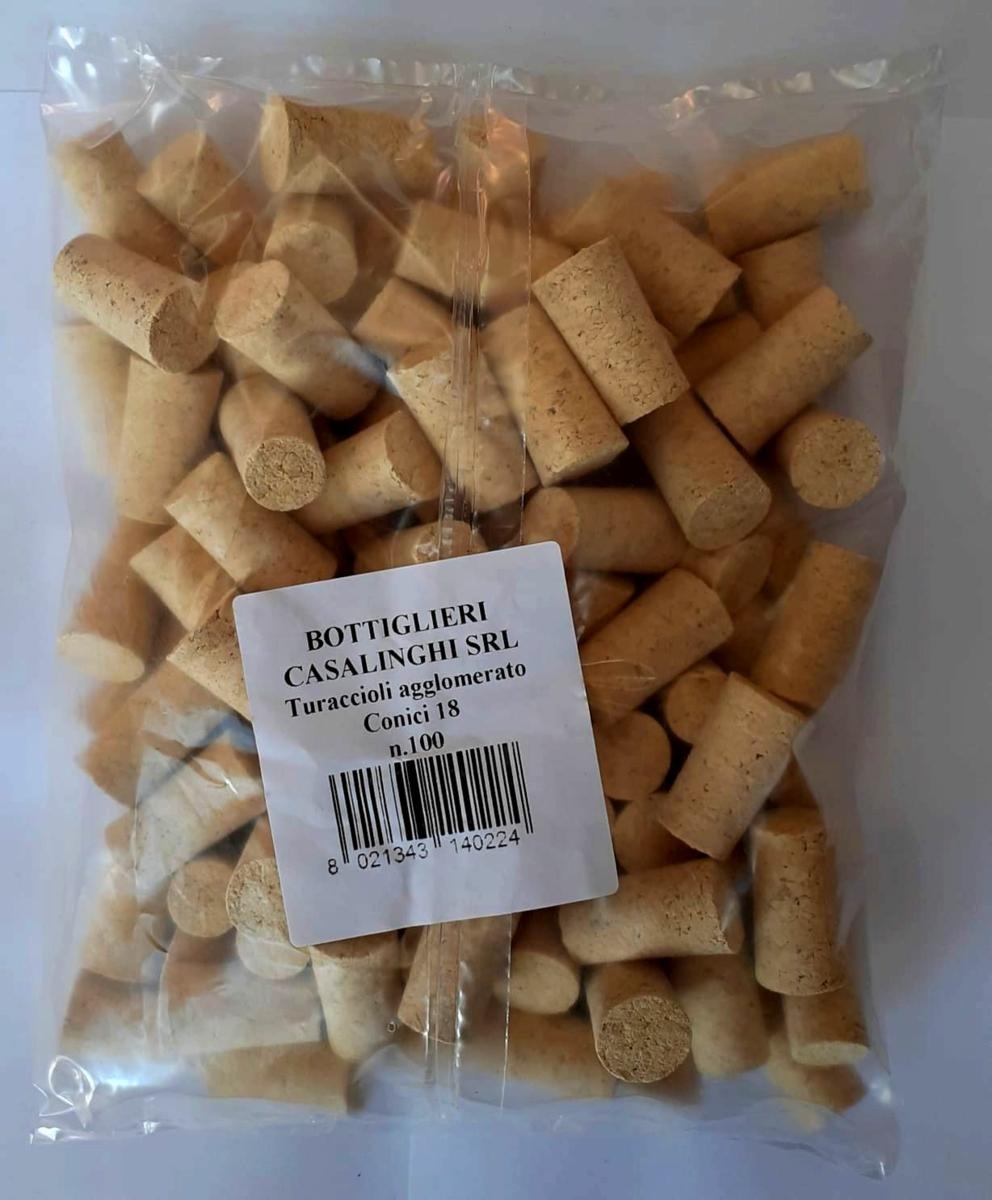 BOTTIGLIERI
CASALINGHI SRL
Turaccioli agglomerato
Conici 18
n.100
8 021343 140224